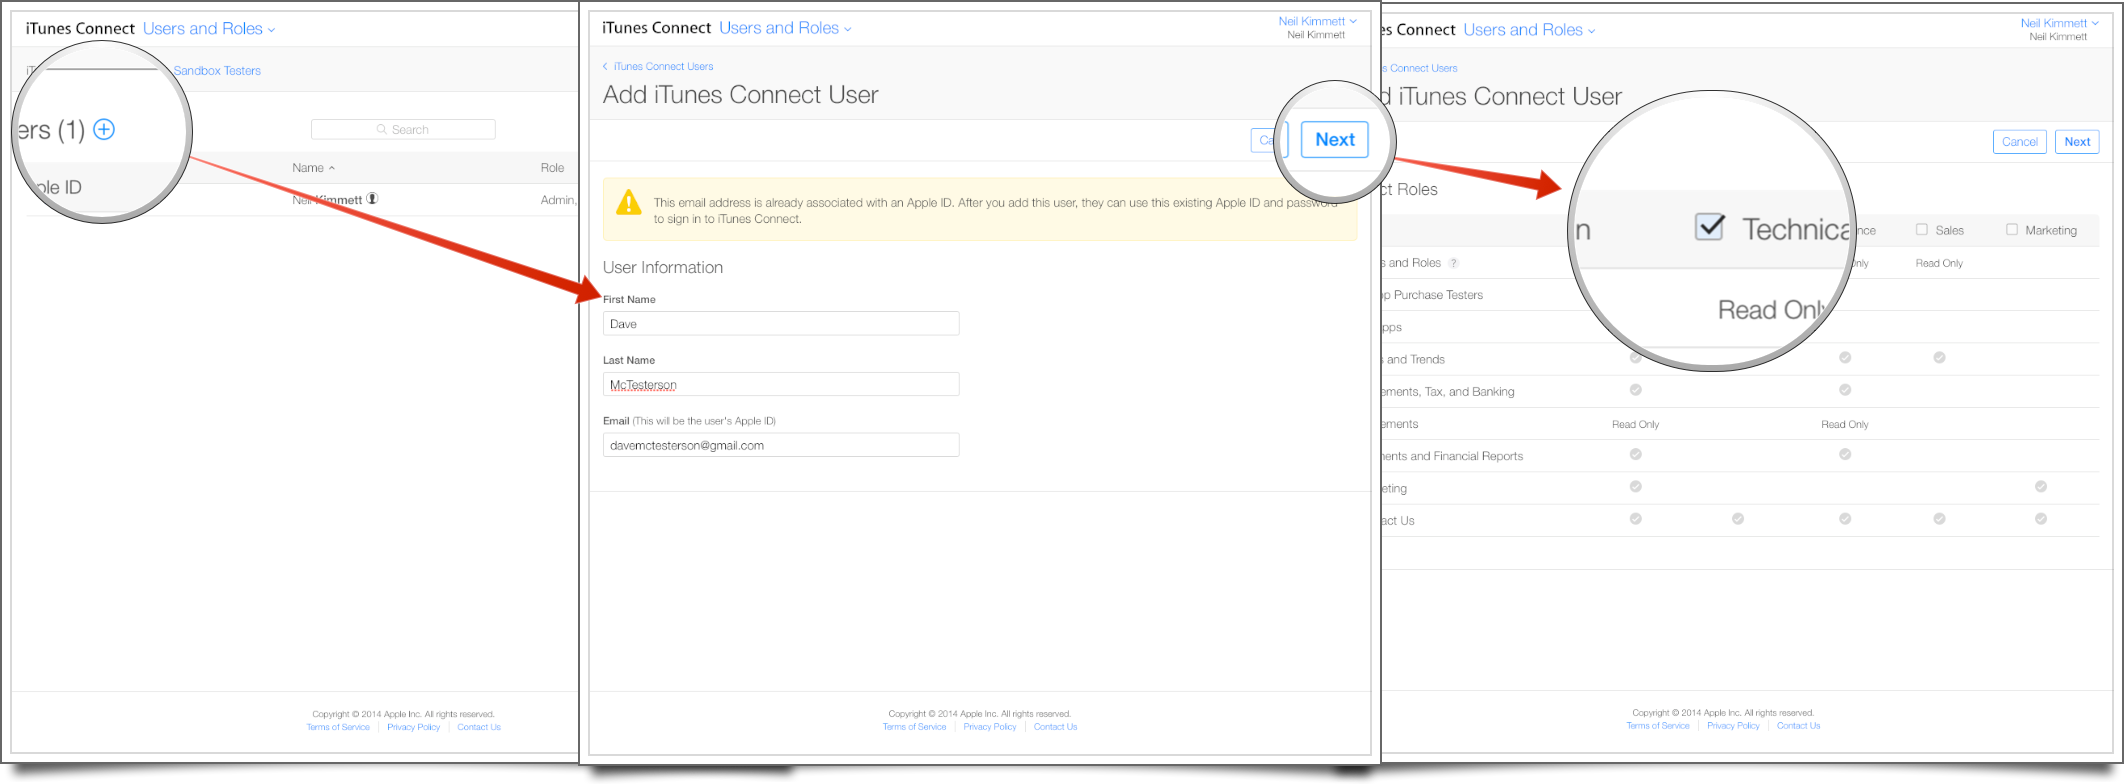 iTunes Connect Users and Roles
Sandbox Testers
ers (1)
ple ID
Search
Name
Role
Neil Kimmett
Admin,
Copyright © 2014 Apple Inc. All rights reserved.
Terms of Service
Privacy Policy
Contact Us
iTunes Connect Users and Roles
Neil Kimmett
Neil Kimmett
iTunes Connect Users
Add iTunes Connect User
Ca
Next
This email address is already associated with an Apple ID. After you add this user, they can use this existing Apple ID and password
to sign in to iTunes Connect.
User Information
First Name
Dave
Last Name
McTesterson
Email (This will be the user's Apple ID)
davemctesterson@gmail.com
Copyright © 2014 Apple Inc. All rights reserved.
Terms of Service
Privacy Policy
Contact Us
es Connect Users and Roles
Neil Kimmett
Neil Kimmett
s Connect Users
d iTunes Connect User
Cancel
Next
ct Roles
n
Technica
nce
Sales
Marketing
s and Roles ?
Read Only
nly
Read Only
p Purchase Testers
pps
s and Trends
ements, Tax, and Banking
ements
Read Only
Read Only
ents and Financial Reports
eting
act Us
Copyright © 2014 Apple Inc. All rights reserved.
Terms of Service
Privacy Policy
Contact Us